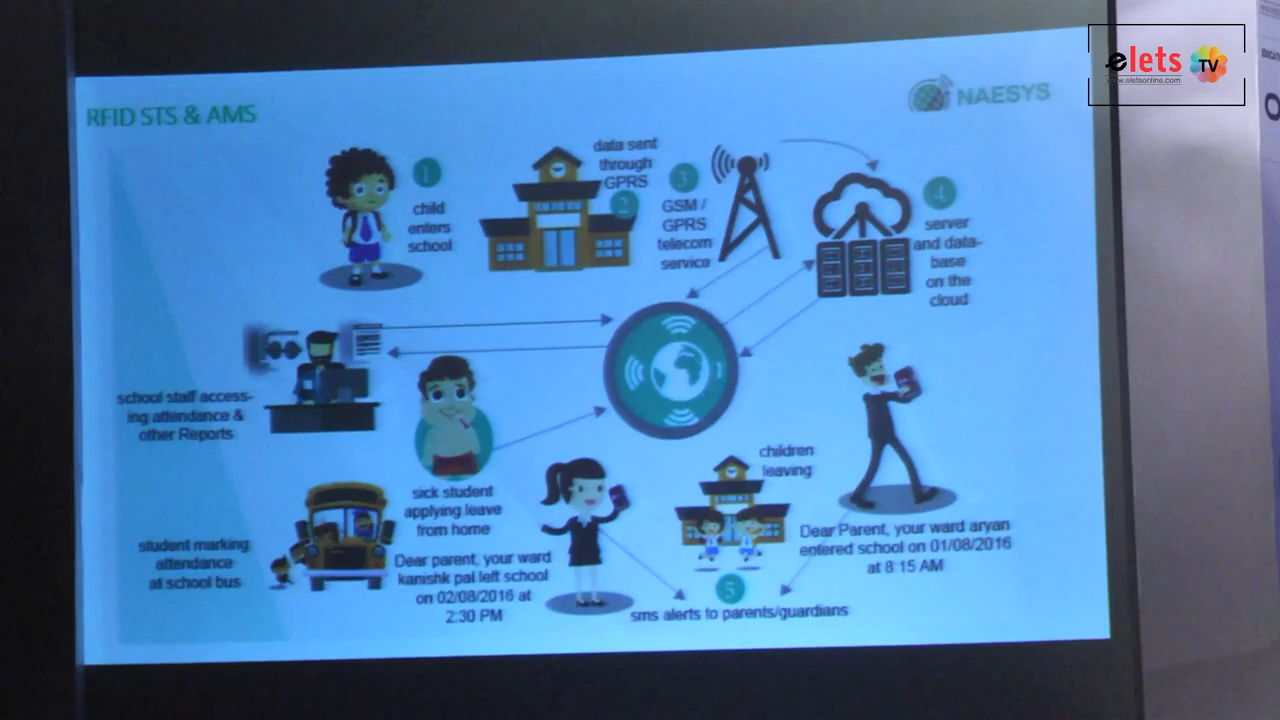 elets
TV
www.eletsonline.com
RFID STS & AMS
NAESYS
1
child
enters
school
data sent
through
GPRS
2
3
GSM /
GPRS
telecom
service
4
server
and data-
base
on the
cloud
school staff access-
ing attendance &
other Reports
sick student
applying leave
from home
student marking
attendance
at school bus
Dear parent, your ward
kanishk pal left school
on 02/08/2016 at
2:30 PM
children
leaving
5
sms alerts to parents/guardians
Dear Parent, your ward aryan
entered school on 01/08/2016
at 8:15 AM